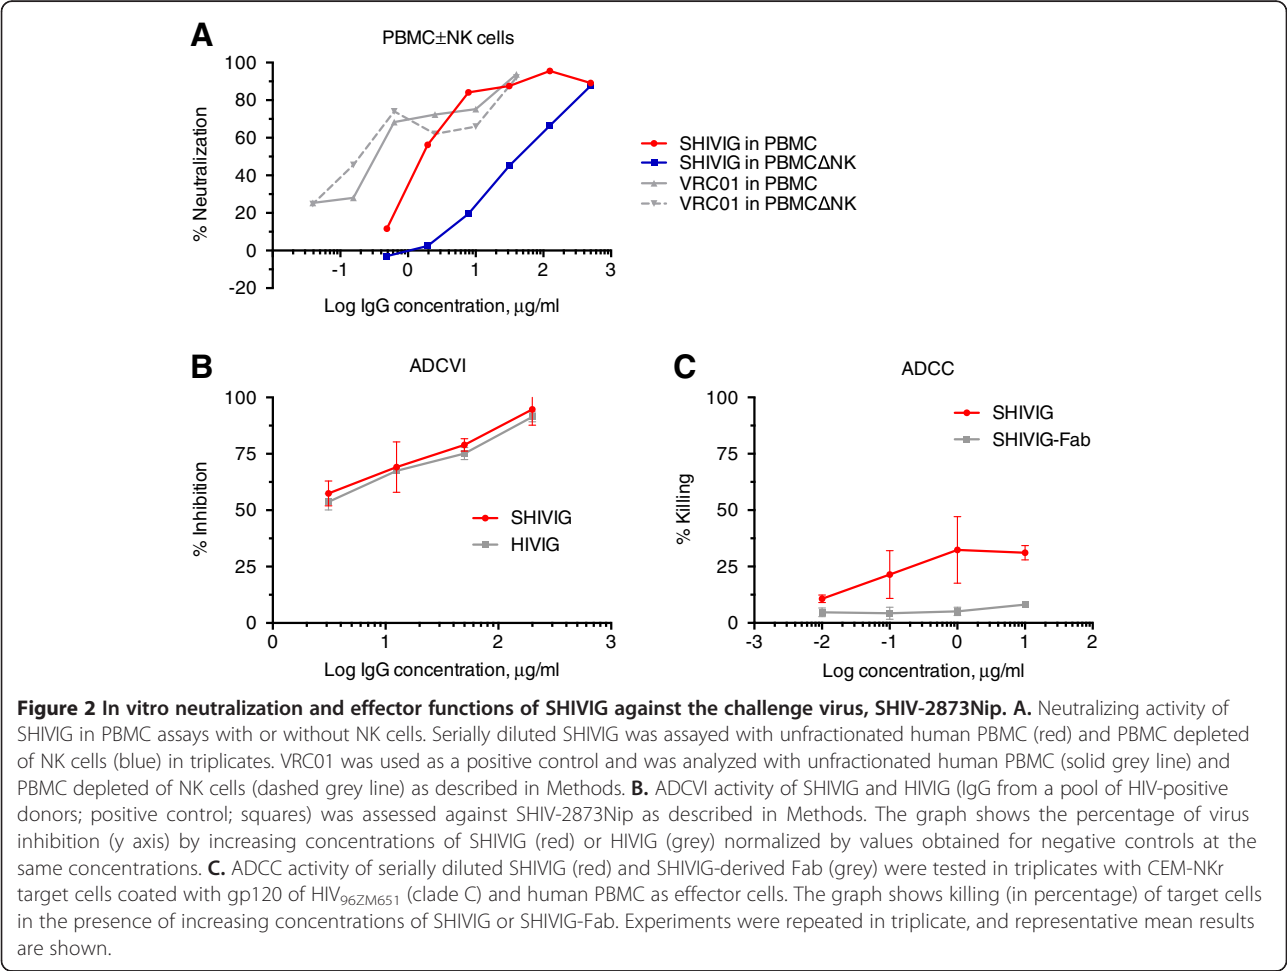 A
PBMC±NK cells
100
80
60
40
20
0
-20
% Neutralization
-1
0
1
2
3
Log IgG concentration, µg/ml
SHIVIG in PBMC
SHIVIG in PBMCΔNK
VRC01 in PBMC
VRC01 in PBMCΔNK
B
ADCVI
100
75
50
25
0
% Inhibition
0
1
2
3
Log IgG concentration, µg/ml
SHIVIG
HIVIG
C
ADCC
100
75
50
25
0
% Killing
-3
-2
-1
0
1
2
Log concentration, µg/ml
SHIVIG
SHIVIG-Fab
Figure 2 In vitro neutralization and effector functions of SHIVIG against the challenge virus, SHIV-2873Nip. A. Neutralizing activity of
SHIVIG in PBMC assays with or without NK cells. Serially diluted SHIVIG was assayed with unfractionated human PBMC (red) and PBMC depleted
of NK cells (blue) in triplicates. VRC01 was used as a positive control and was analyzed with unfractionated human PBMC (solid grey line) and
PBMC depleted of NK cells (dashed grey line) as described in Methods. B. ADCVI activity of SHIVIG and HIVIG (IgG from a pool of HIV-positive
donors; positive control; squares) was assessed against SHIV-2873Nip as described in Methods. The graph shows the percentage of virus
inhibition (y axis) by increasing concentrations of SHIVIG (red) or HIVIG (grey) normalized by values obtained for negative controls at the
same concentrations. C. ADCC activity of serially diluted SHIVIG (red) and SHIVIG-derived Fab (grey) were tested in triplicates with CEM-NKr
target cells coated with gp120 of HIV96ZM651 (clade C) and human PBMC as effector cells. The graph shows killing (in percentage) of target cells
in the presence of increasing concentrations of SHIVIG or SHIVIG-Fab. Experiments were repeated in triplicate, and representative mean results
are shown.